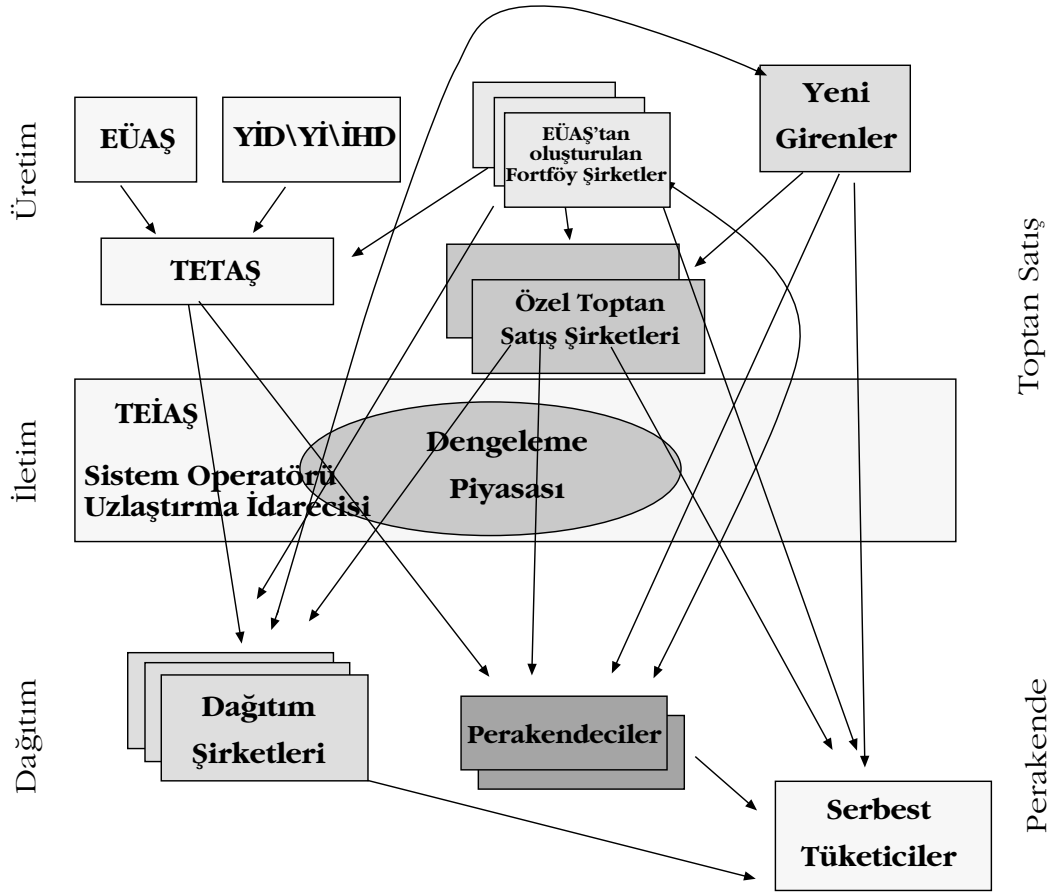 Üretim
EÜAŞ
YİD\Yİ\İHD
EÜAŞ’tan
oluşturulan
Fortföy Şirketler
Yeni
Girenler
TETAŞ
Özel Toptan
Satış Şirketleri
Toptan Satış
İletim
TEİAŞ
Sistem Operatörü
Uzlaştırma İdarecisi
Dengeleme
Piyasası
Dağıtım
Dağıtım
Şirketleri
Perakendeciler
Serbest
Tüketiciler
Perakende